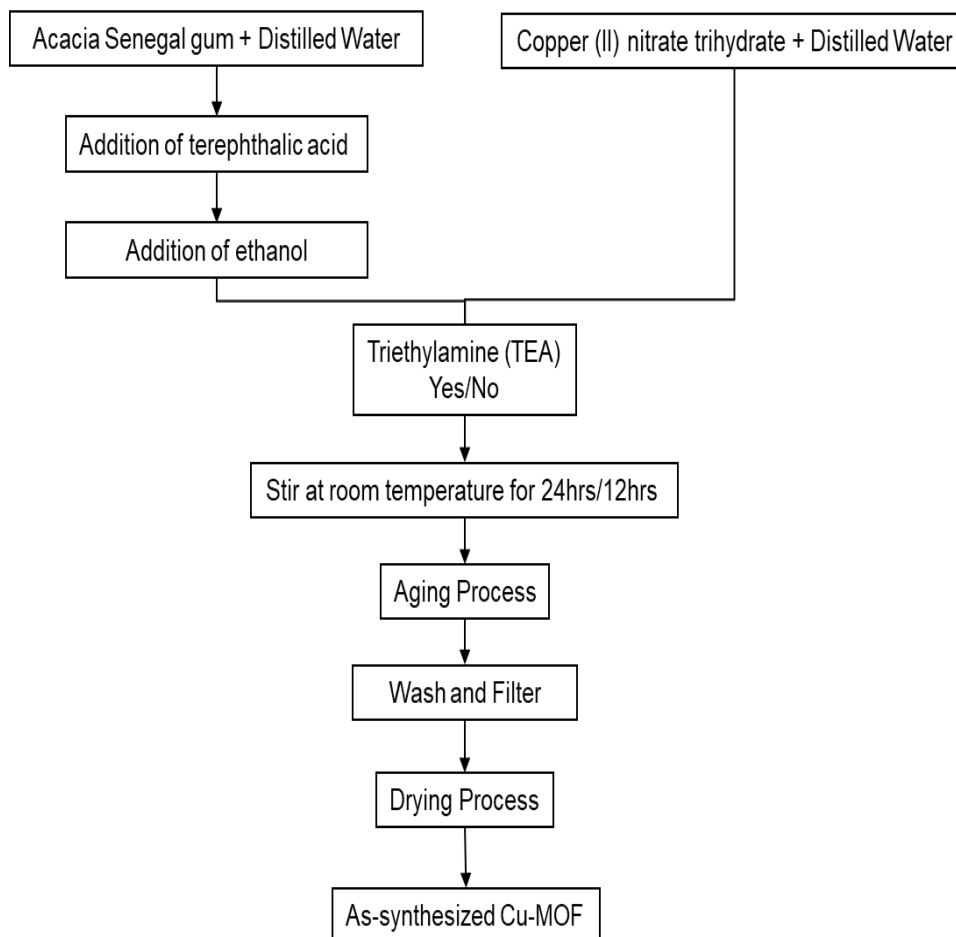 Acacia Senegal gum + Distilled Water
Copper (II) nitrate trihydrate + Distilled Water
Addition of terephthalic acid
Addition of ethanol
Triethylamine (TEA)
Yes/No
Stir at room temperature for 24hrs/12hrs
Aging Process
Wash and Filter
Drying Process
As-synthesized Cu-MOF